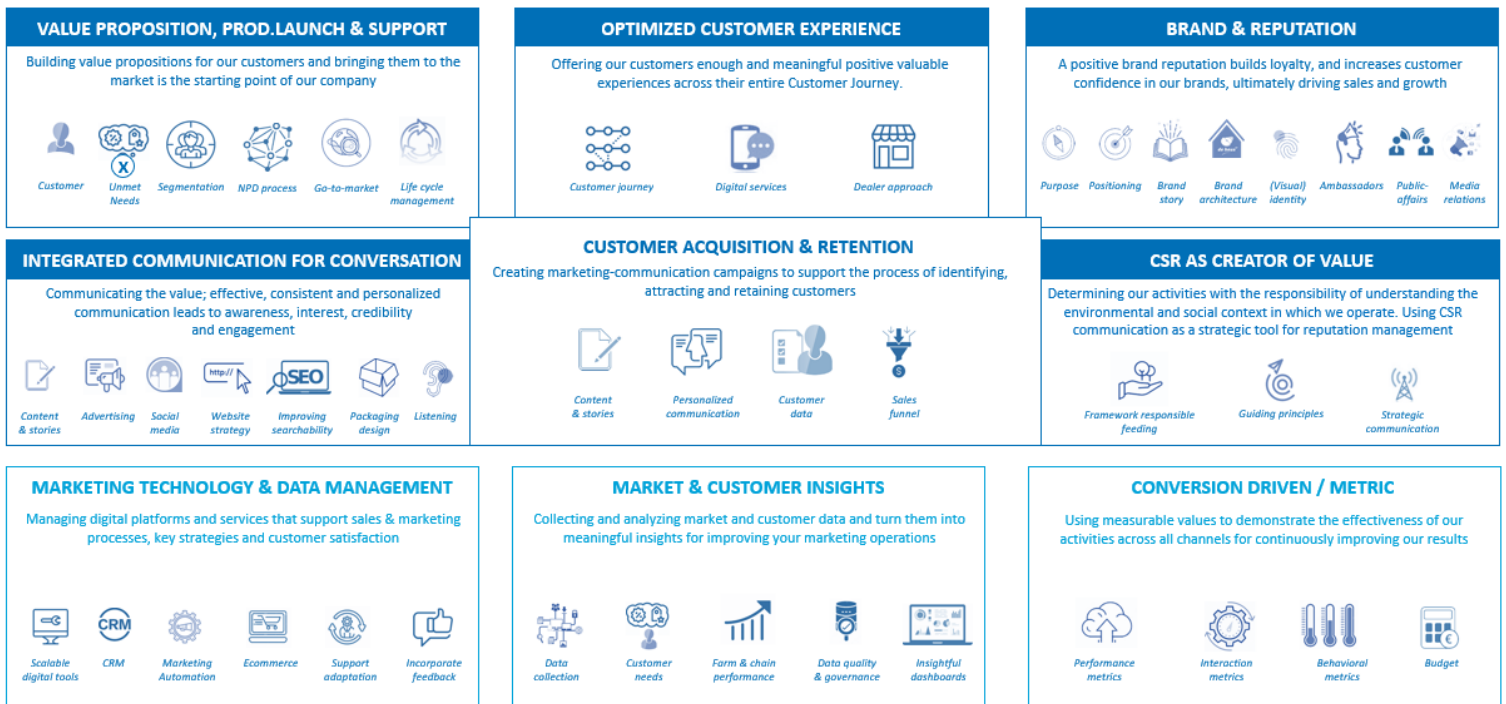 VALUE PROPOSITION, PROD.LAUNCH & SUPPORT
Building value propositions for our customers and bringing them to the
market is the starting point of our company
X
Customer
Unmet
Needs
Segmentation
NPD process
Go-to-market
Life cycle
management
OPTIMIZED CUSTOMER EXPERIENCE
Offering our customers enough and meaningful positive valuable
experiences across their entire Customer Journey.
Customer journey
Digital services
Dealer approach
BRAND & REPUTATION
A positive brand reputation builds loyalty, and increases customer
confidence in our brands, ultimately driving sales and growth
Purpose
Positioning
Brand
story
Brand
architecture
(Visual)
identity
Ambassadors
Public-
affairs
Media
relations
INTEGRATED COMMUNICATION FOR CONVERSATION
Communicating the value; effective, consistent and personalized
communication leads to awareness, interest, credibility
and engagement
http://
SEO
Content
& stories
Advertising
Social
media
Website
strategy
Improving
searchability
Packaging
design
Listening
CUSTOMER ACQUISITION & RETENTION
Creating marketing-communication campaigns to support the process of identifying,
attracting and retaining customers
S
Content
& stories
Personalized
communication
Customer
data
Sales
funnel
CSR AS CREATOR OF VALUE
Determining our activities with the responsibility of understanding the
environmental and social context in which we operate. Using CSR
communication as a strategic tool for reputation management
Framework responsible
feeding
Guiding principles
Strategic
communication
MARKETING TECHNOLOGY & DATA MANAGEMENT
Managing digital platforms and services that support sales & marketing
processes, key strategies and customer satisfaction
CRM
Scalable
digital tools
CRM
Marketing
Automation
Ecommerce
Support
adaptation
Incorporate
feedback
MARKET & CUSTOMER INSIGHTS
Collecting and analyzing market and customer data and turn them into
meaningful insights for improving your marketing operations
Data
collection
Customer
needs
Farm & chain
performance
Data quality
& governance
Insightful
dashboards
CONVERSION DRIVEN / METRIC
Using measurable values to demonstrate the effectiveness of our
activities across all channels for continuously improving our results
€
Performance
metrics
Interaction
metrics
Behavioral
metrics
Budget